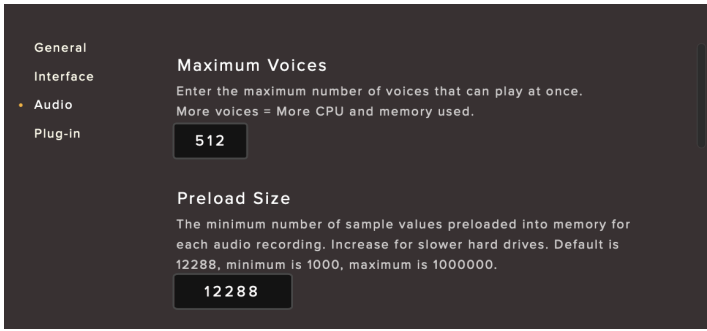 General
Interface
Audio
Plug-in
Maximum Voices
Enter the maximum number of voices that can play at once.
More voices = More CPU and memory used.
512
Preload Size
The minimum number of sample values preloaded into memory for
each audio recording. Increase for slower hard drives. Default is
12288, minimum is 1000, maximum is 1000000.
12288